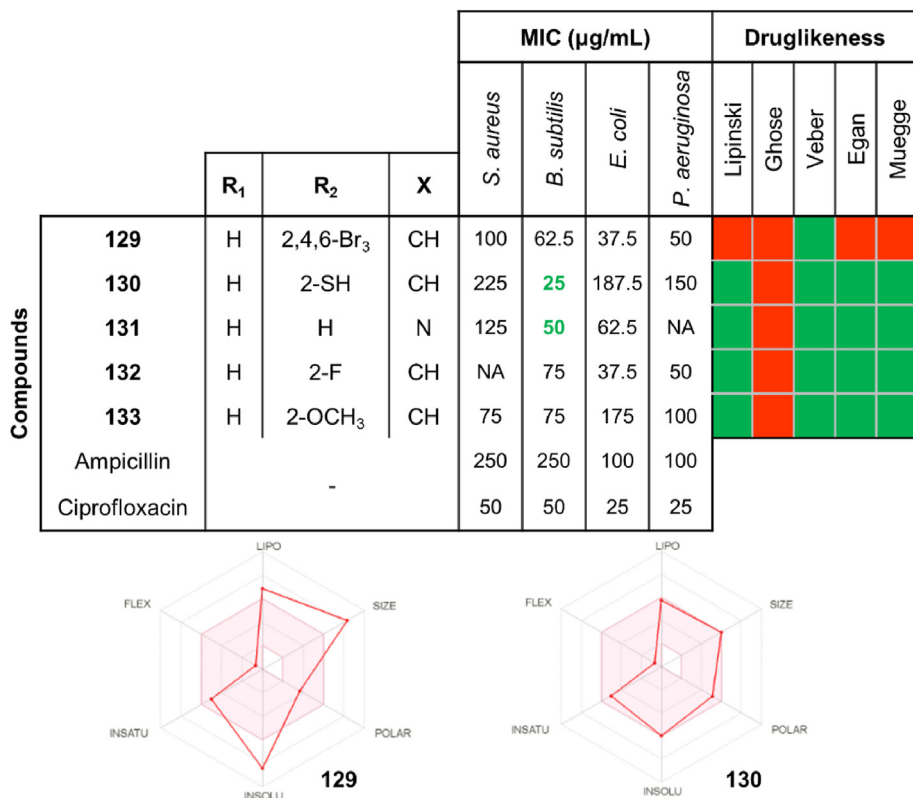 MIC (µg/mL) Druglikeness
S. aureus B. subtilis E. coli P. aeruginosa Lipinski Ghose Veber Egan Muegge
R₁ R₂ X
Compounds
129 H 2,4,6-Br₃ CH 100 62.5 37.5 50
130 H 2-SH CH 225 25 187.5 150
131 H H N 125 50 62.5 NA
132 H 2-F CH NA 75 37.5 50
133 H 2-OCH₃ CH 75 75 175 100
Ampicillin 250 250 100 100
-
Ciprofloxacin 50 50 25 25
LIPO
FLEX SIZE
INSATU POLAR
INSOLU
129
LIPO
FLEX SIZE
INSATU POLAR
INSOLU
130